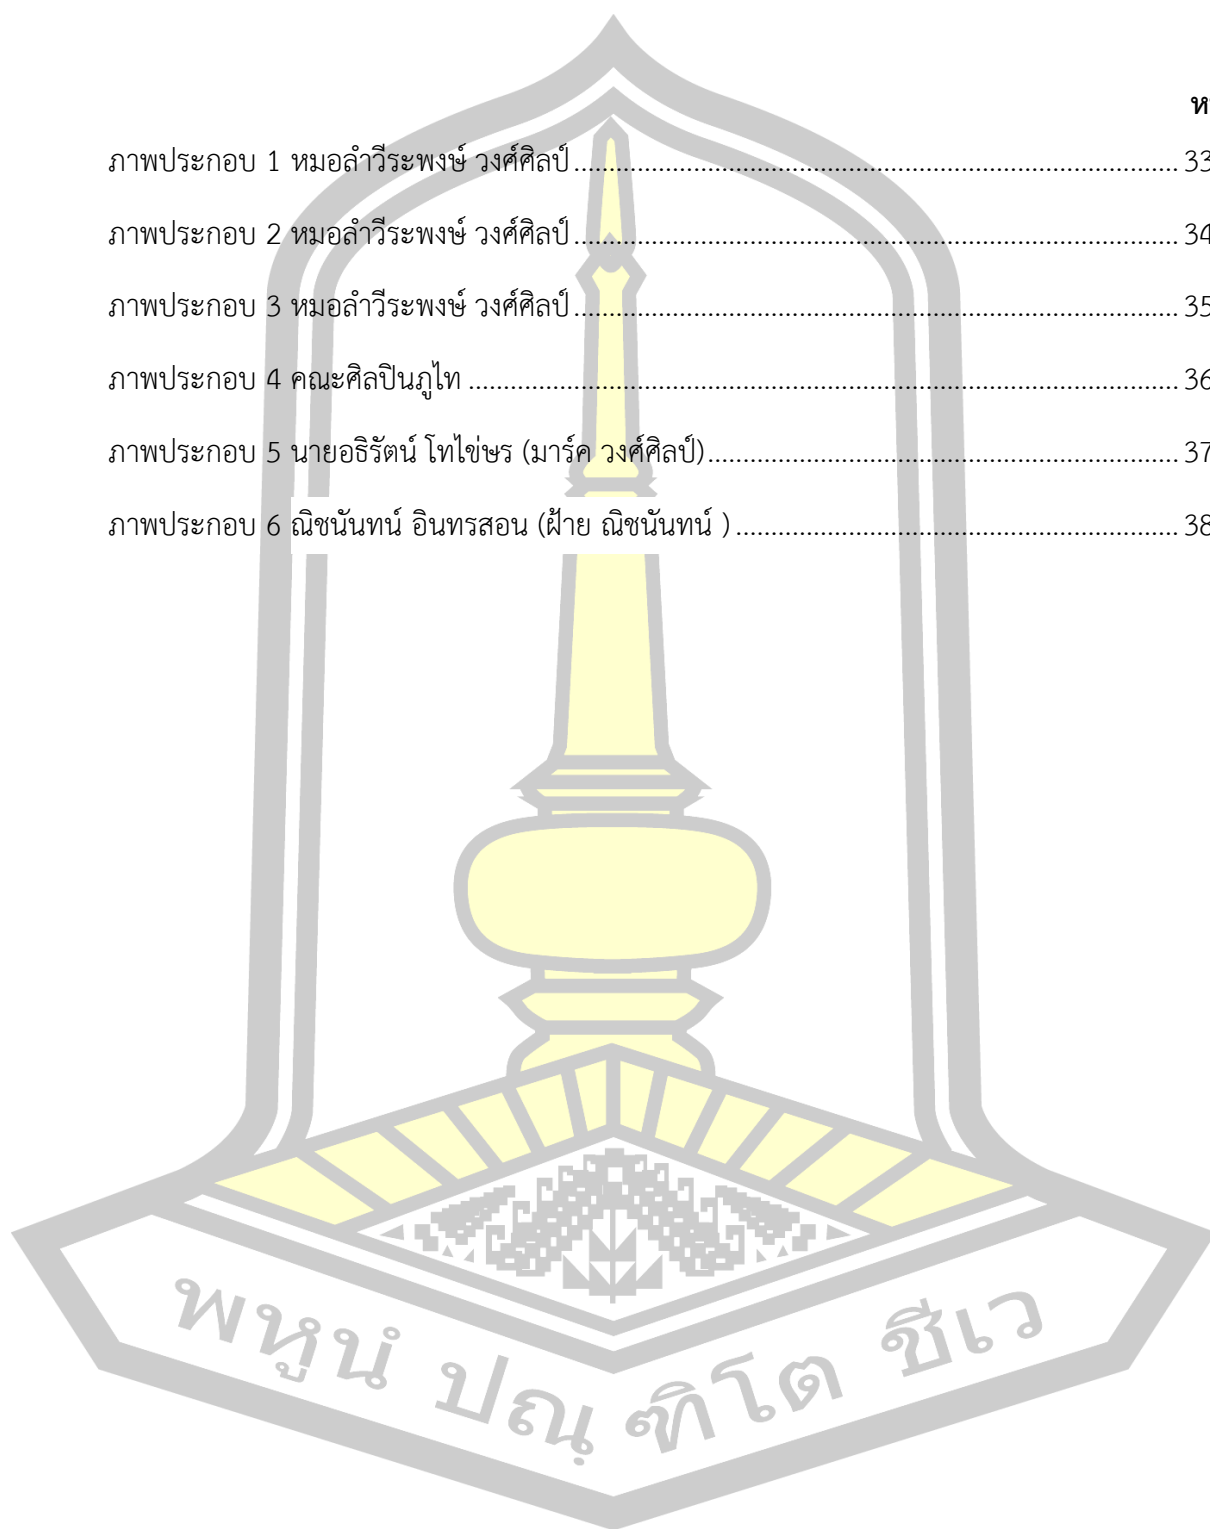 ห
ภาพประกอบ 1 หมอลำวีระพงษ์ วงศ์ศิลป์ ........................................................................ 33
ภาพประกอบ 2 หมอลำวีระพงษ์ วงศ์ศิลป์ ........................................................................ 34
ภาพประกอบ 3 หมอลำวีระพงษ์ วงศ์ศิลป์ ........................................................................ 35
ภาพประกอบ 4 คณะศิลปินภูไท ........................................................................ 36
ภาพประกอบ 5 นายอธิรัตน์ โทไข่ษร (มาร์ค วงศ์ศิลป์) ........................................................................ 37
ภาพประกอบ 6 ณิชนันทน์ อินทรสอน (ฝ้าย ณิชนันทน์ ) ........................................................................ 38
พหูนํ ปณฺฑิโต ชีเว